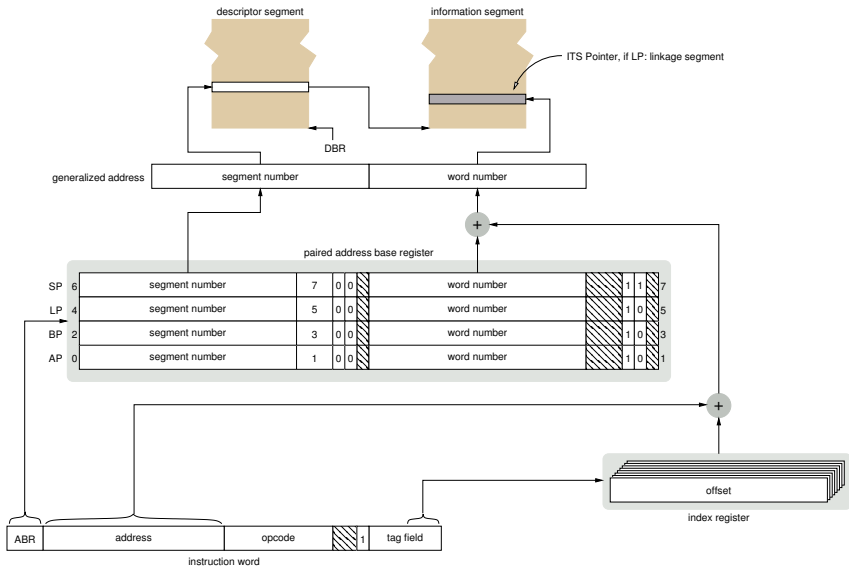 descriptor segment information segment
ITS Pointer, if LP: linkage segment
DBR
generalized address segment number word number
+
paired address base register
SP 6 segment number 7 0 0 word number 1 1 7
LP 4 segment number 5 0 0 word number 1 0 5
BP 2 segment number 3 0 0 word number 1 0 3
AP 0 segment number 1 0 0 word number 1 0 1
+
offset
index register
ABR address opcode 1 tag field
instruction word